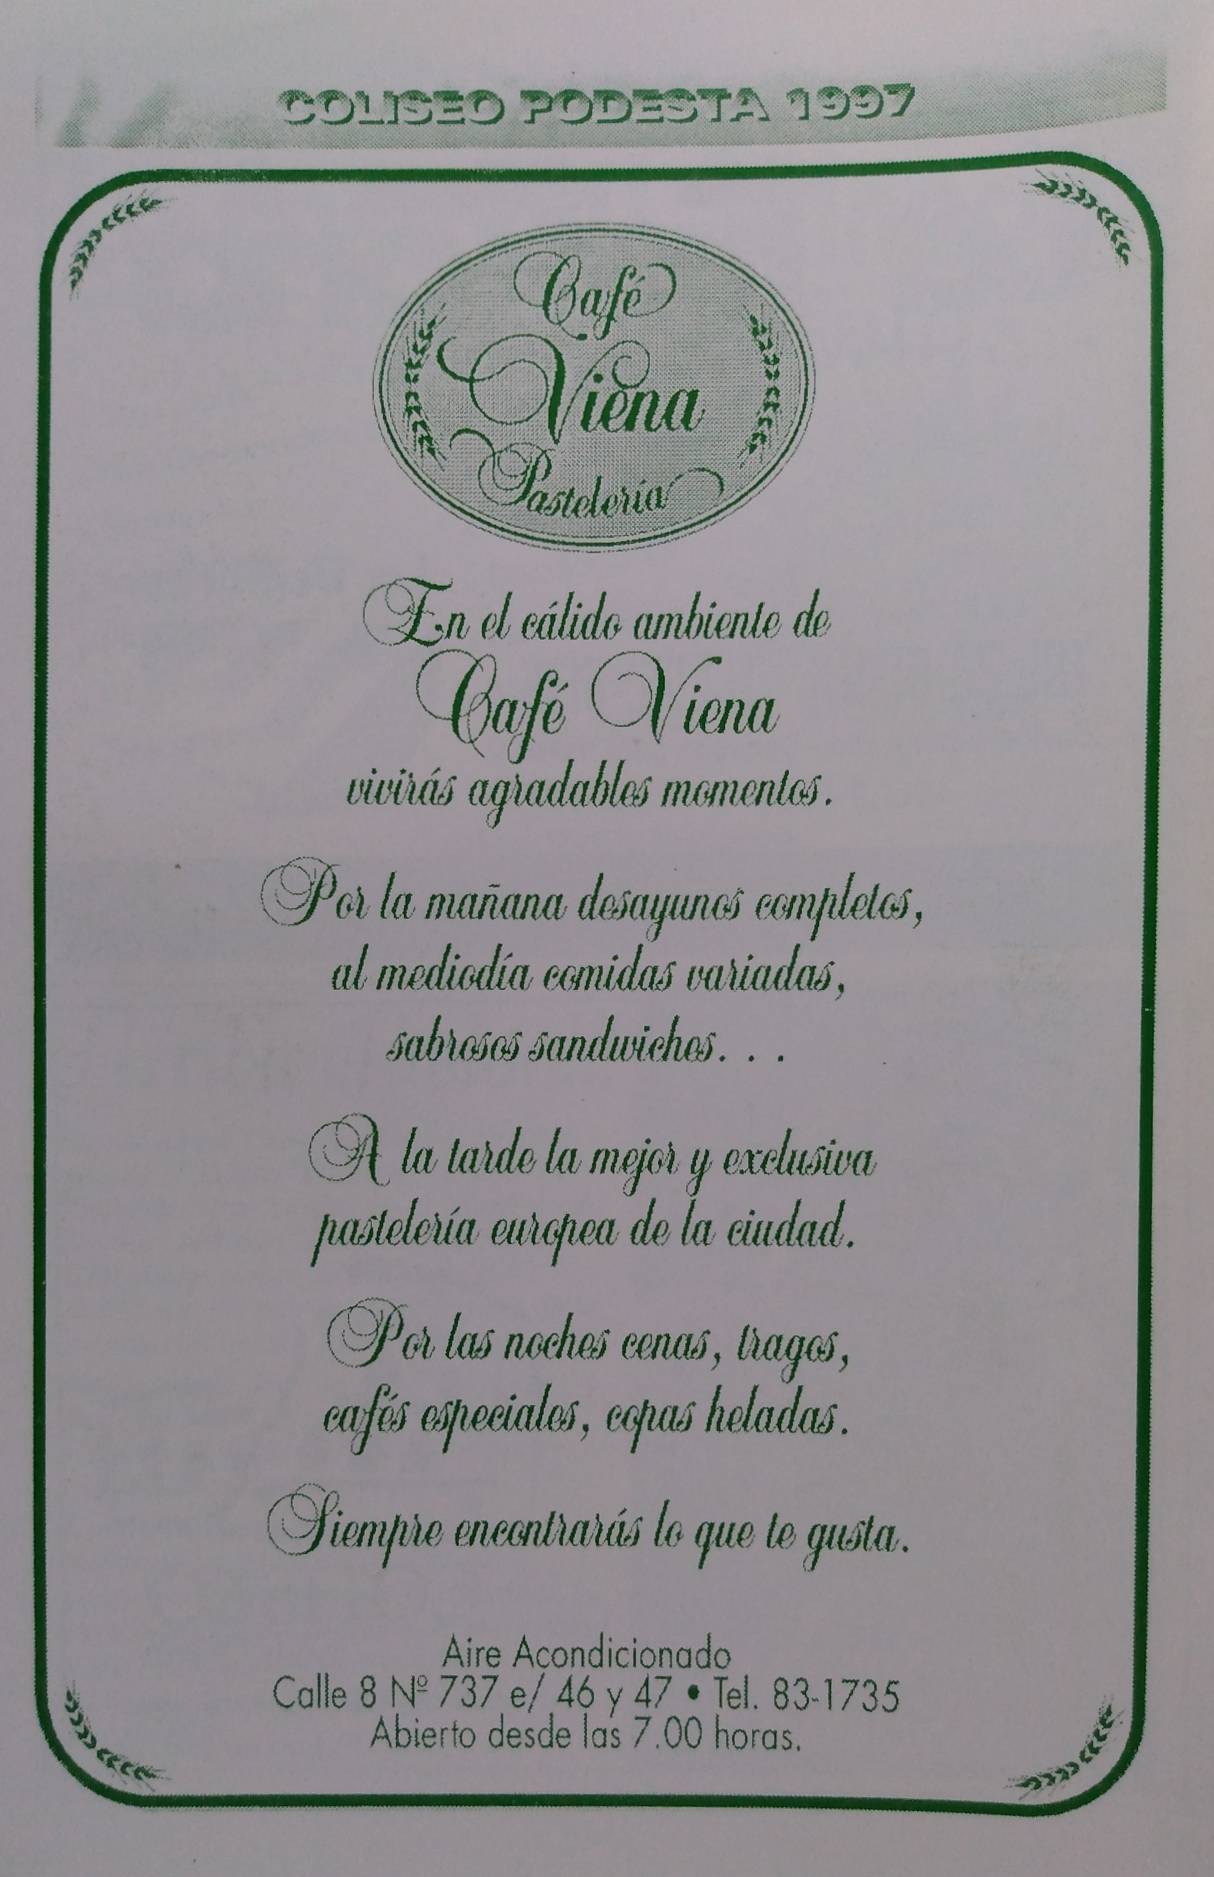 COLISEO PODESTA 1997
Café
Viena
Pastelería
En el cálido ambiente de
Café Viena
vivirás agradables momentos.
Por la mañana desayunos completos,
al mediodía comidas variadas,
sabrosos sandwiches. . .
A la tarde la mejor y exclusiva
pastelería europea de la ciudad.
Por las noches cenas, tragos,
cafés especiales, copas heladas.
Siempre encontrarás lo que te gusta.
Aire Acondicionado
Calle 8 Nº 737 e/ 46 y 47 • Tel. 83-1735
Abierto desde las 7.00 horas.